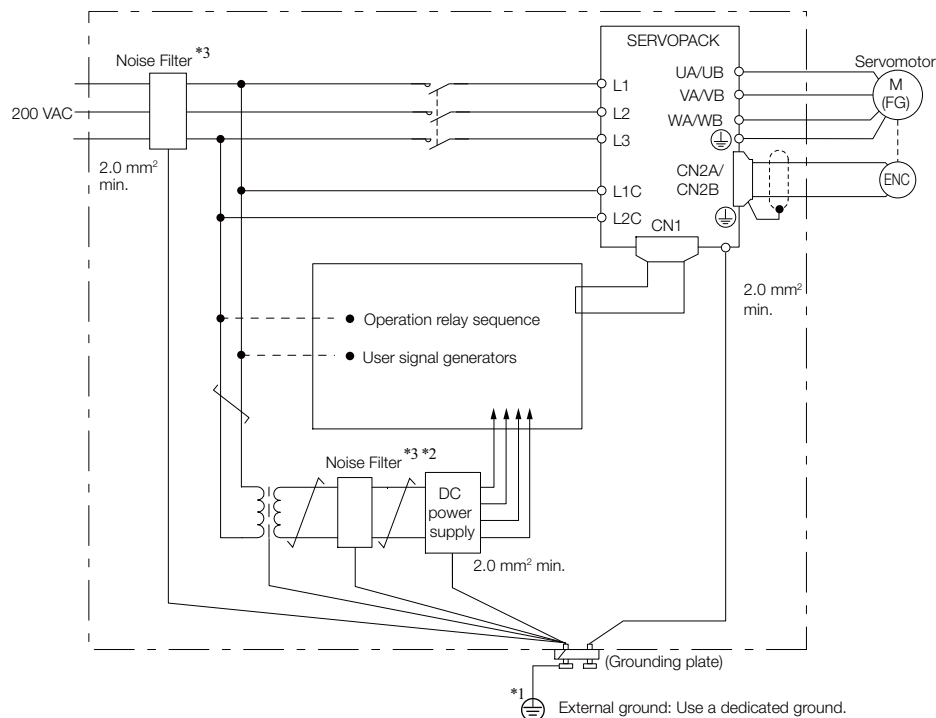 SERVOPACK
Noise Filter *3
Servomotor
L1
UA/UB
M
(FG)
VA/VB
200 VAC
L2
WA/WB
L3
2.0 mm²
min.
CN2A/
CN2B
ENC
L1C
L2C
CN1
2.0 mm²
min.
Operation relay sequence
User signal generators
Noise Filter *3 *2
DC
power
supply
2.0 mm² min.
(Grounding plate)
*1
External ground: Use a dedicated ground.